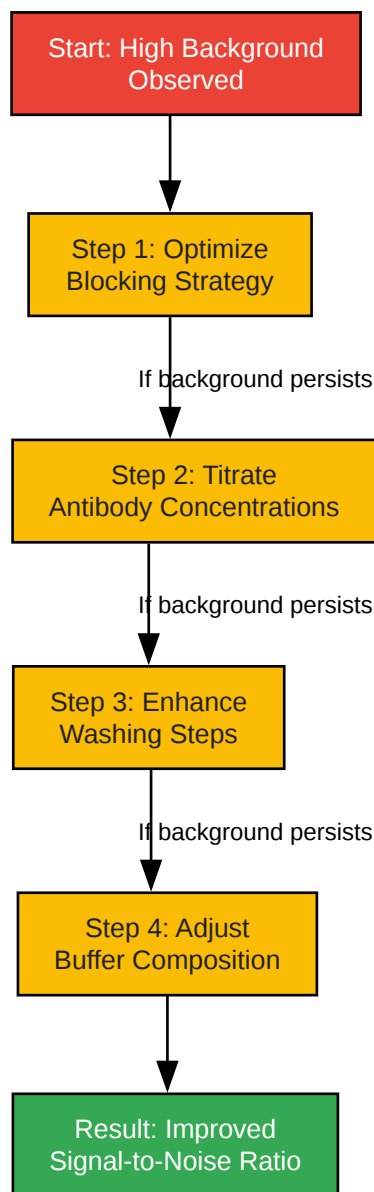 Start: High Background
Observed
Step 1: Optimize
Blocking Strategy
If background persists
Step 2: Titrate
Antibody Concentrations
If background persists
Step 3: Enhance
Washing Steps
If background persists
Step 4: Adjust
Buffer Composition
Result: Improved
Signal-to-Noise Ratio